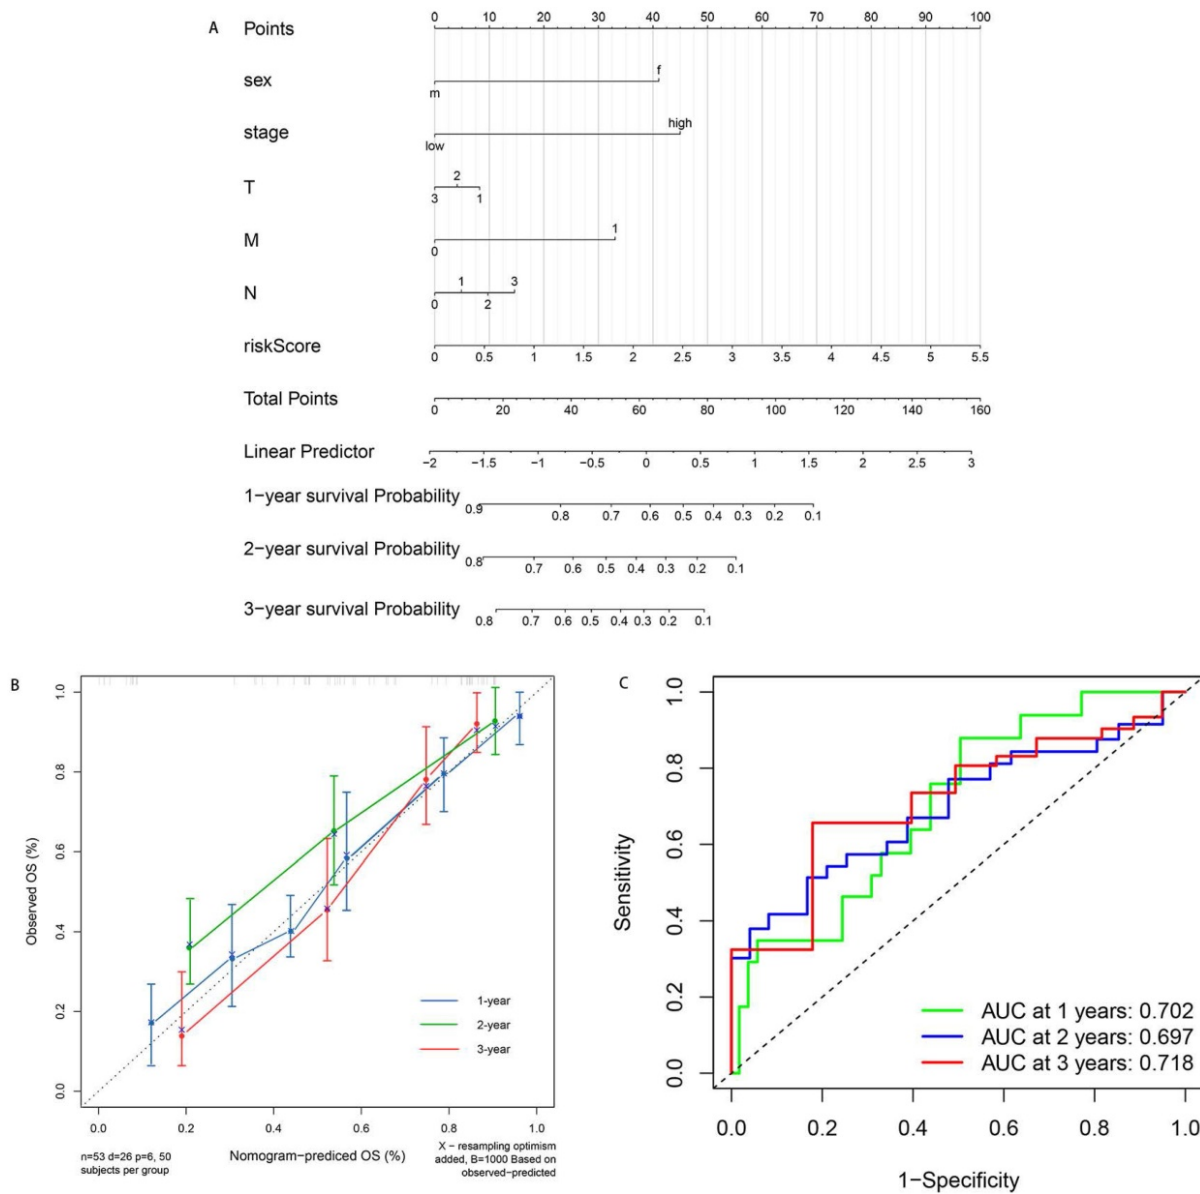 A
Points
0 10 20 30 40 50 60 70 80 90 100
sex
f
m
stage
high
low
T
2
3 1
M
1
0
N
1 3
0 2
riskScore
0 0.5 1 1.5 2 2.5 3 3.5 4 4.5 5 5.5
Total Points
0 20 40 60 80 100 120 140 160
Linear Predictor
−2 −1.5 −1 −0.5 0 0.5 1 1.5 2 2.5 3
1−year survival Probability
0.9 0.8 0.7 0.6 0.5 0.4 0.3 0.2 0.1
2−year survival Probability
0.8 0.7 0.6 0.5 0.4 0.3 0.2 0.1
3−year survival Probability
0.8 0.7 0.6 0.5 0.4 0.3 0.2 0.1
B
Observed OS (%)
1.0
0.8
0.6
0.4
0.2
0.0
1-year
2-year
3-year
0.0 0.2 0.4 0.6 0.8 1.0
Nomogram-prediced OS (%)
n=53 d=26 p=6, 50
subjects per group
X − resampling optimism
added, B=1000 Based on
observed−predicted
C
Sensitivity
1.0
0.8
0.6
0.4
0.2
0.0
AUC at 1 years: 0.702
AUC at 2 years: 0.697
AUC at 3 years: 0.718
0.0 0.2 0.4 0.6 0.8 1.0
1−Specificity